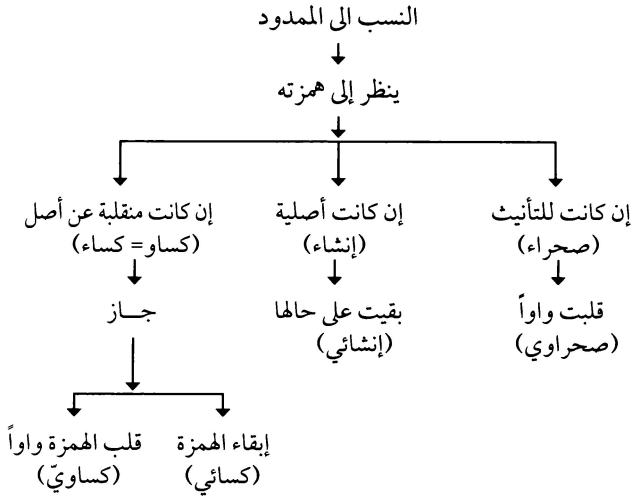 النسب الى الممدود
ينظر إلى همزته
إن كانت للتأنيث
(صحراء)
قلبت واواً
(صحراوي)
إن كانت أصلية
(إنشاء)
بقيت على حالها
(إنشائي)
إن كانت منقلبة عن أصل
(كساو= كساء)
جــاز
إبقاء الهمزة
(كسائي)
قلب الهمزة واواً
(كساويّ)